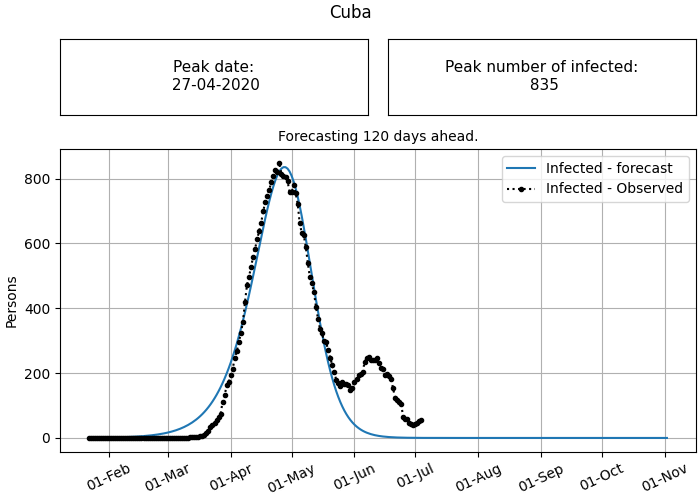 Cuba
Peak date:
27-04-2020
Peak number of infected:
835
Forecasting 120 days ahead.
Infected - forecast
Infected - Observed
Persons
800
600
400
200
0
01-Feb
01-Mar
01-Apr
01-May
01-Jun
01-Jul
01-Aug
01-Sep
01-Oct
01-Nov